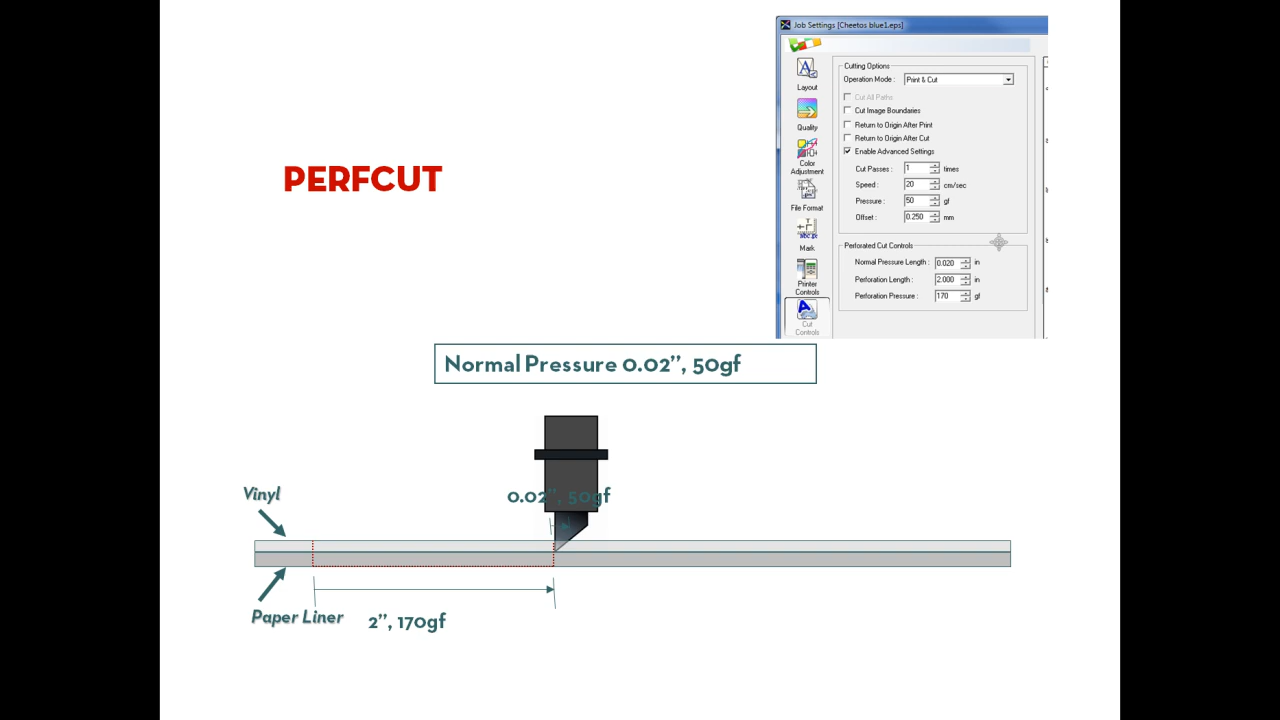 Job Settings [Cheetos blue1.eps]
Layout
Quality
Color
Adjustment
File Format
Mark
Printer
Controls
Cut
Controls
Cutting Options
Operation Mode : Print & Cut
Cut All Paths
Cut Image Boundaries
Return to Origin After Print
Return to Origin After Cut
Enable Advanced Settings
Cut Passes : 1 times
Speed : 20 cm/sec
Pressure : 50 gf
Offset : 0.250 mm
Perforated Cut Controls
Normal Pressure Length : 0.020 in
Perforation Length : 2.000 in
Perforation Pressure : 170 gf
PERFCUT
Normal Pressure 0.02”, 50gf
Vinyl
0.02”, 50gf
Paper Liner
2”, 170gf